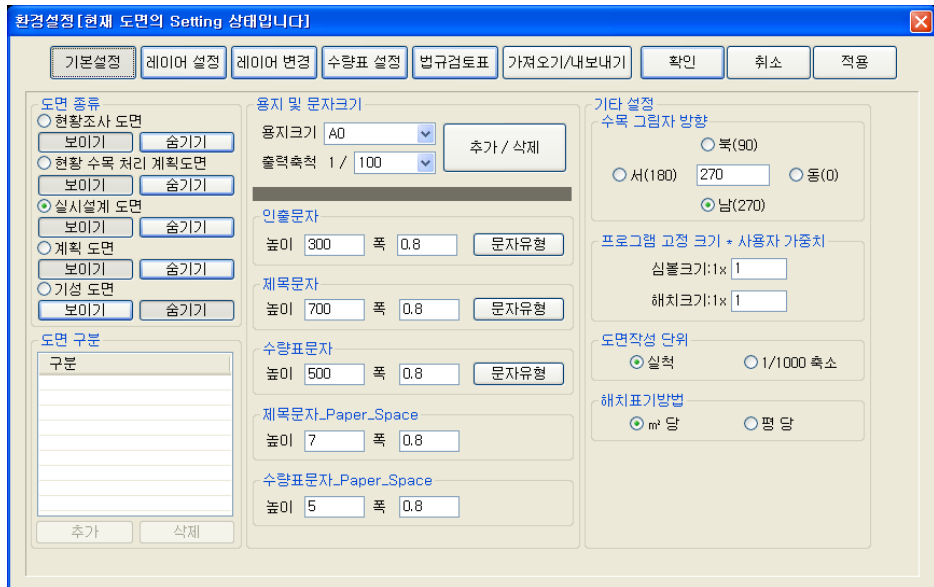 환경설정[현재 도면의 Setting 상태입니다]
기본설정 레이어 설정 레이어 변경 수량표 설정 법규검토표 가져오기/내보내기 확인 취소 적용
도면 종류
현황조사 도면
보이기 숨기기
현황 수목 처리 계획도면
보이기 숨기기
실시설계 도면
보이기 숨기기
계획 도면
보이기 숨기기
기성 도면
보이기 숨기기
도면 구분
구분
추가 삭제
용지 및 문자크기
용지크기 A0
출력축척 1 / 100
추가 / 삭제
인출문자
높이 300 폭 0.8 문자유형
제목문자
높이 700 폭 0.8 문자유형
수량표문자
높이 500 폭 0.8 문자유형
제목문자_Paper_Space
높이 7 폭 0.8
수량표문자_Paper_Space
높이 5 폭 0.8
기타 설정
수목 그림자 방향
북(90)
서(180) 270 동(0)
남(270)
프로그램 고정 크기 * 사용자 가중치
심볼크기:1x 1
해치크기:1x 1
도면작성 단위
실척 1/1000 축소
해치표기방법
㎡ 당 평 당